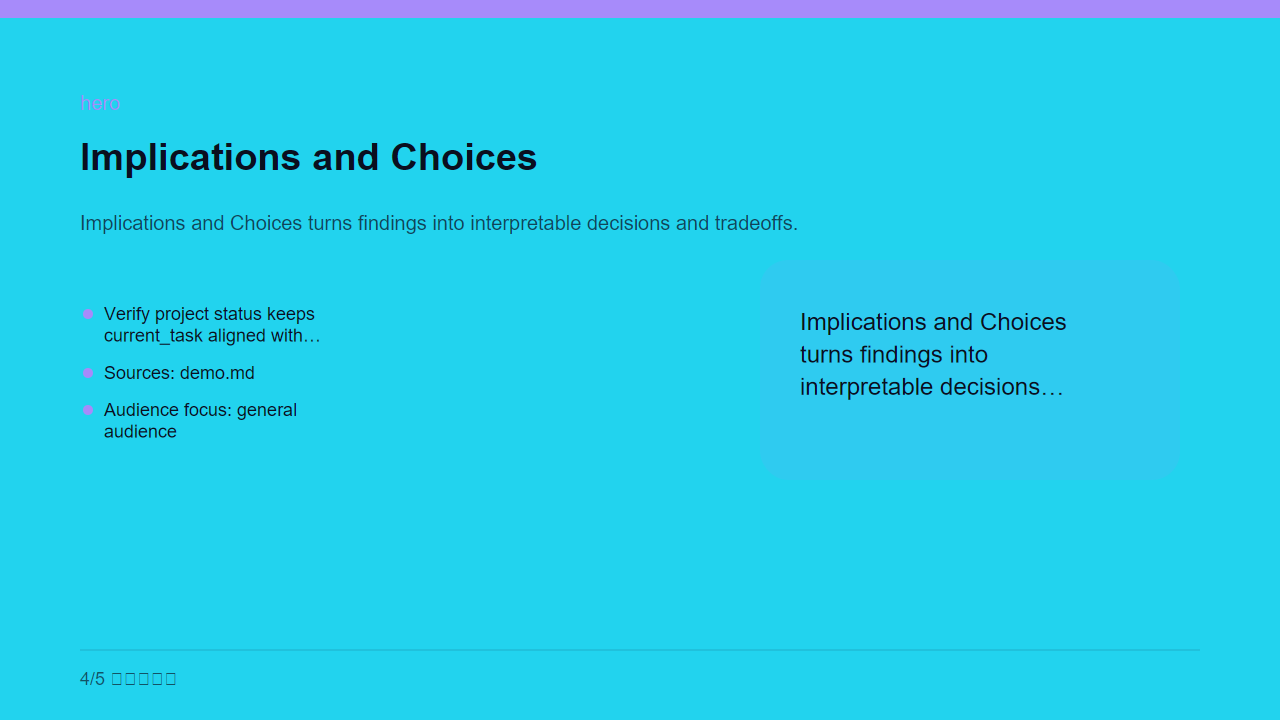 hero
Implications and Choices
Implications and Choices turns findings into interpretable decisions and tradeoffs.
Verify project status keeps
current_task aligned with…
Sources: demo.md
Audience focus: general
audience
Implications and Choices
turns findings into
interpretable decisions…
4/5